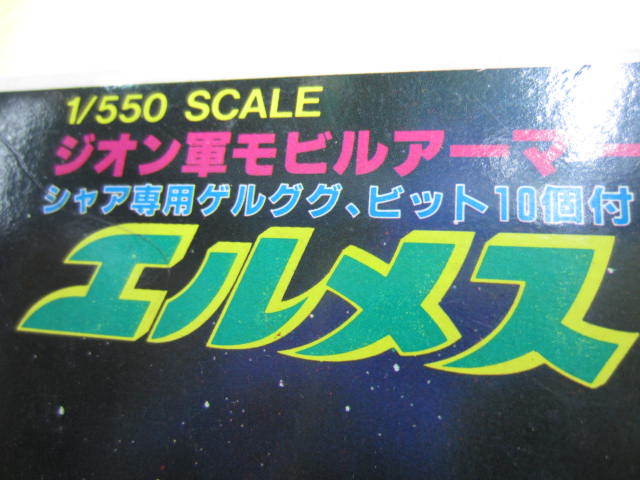 1/550 SCALE
ジオン軍モビルアーマー
シャア専用ゲルググ、ビット10個付
エルメス